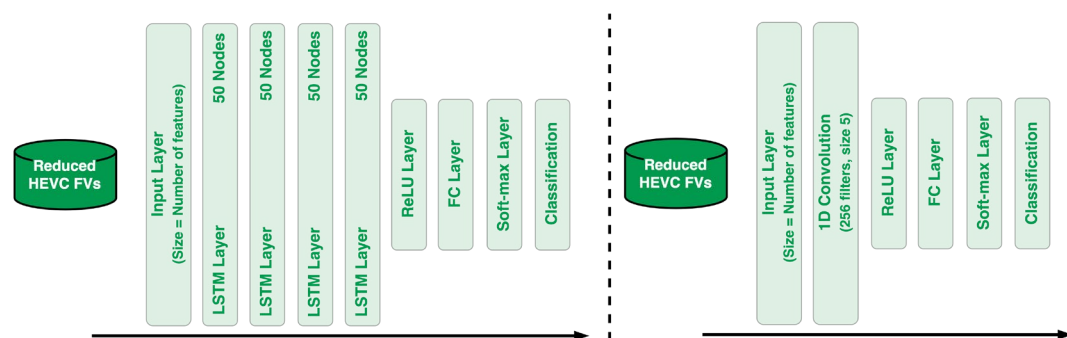 Reduced
HEVC FVs
Input Layer
(Size = Number of features)
LSTM Layer 50 Nodes
LSTM Layer 50 Nodes
LSTM Layer 50 Nodes
LSTM Layer 50 Nodes
ReLU Layer
FC Layer
Soft-max Layer
Classification
Reduced
HEVC FVs
Input Layer
(Size = Number of features)
1D Convolution
(256 filters, size 5)
ReLU Layer
FC Layer
Soft-max Layer
Classification